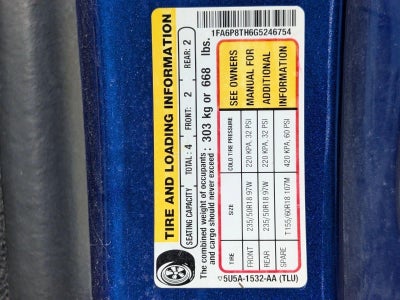 TIRE AND LOADING INFORMATION
SEATING CAPACITY TOTAL: 4 FRONT: 2 REAR: 2
The combined weight of occupants
and cargo should never exceed: 303 kg or 668 lbs.
TIRE SIZE COLD TIRE PRESSURE SEE OWNERS
FRONT 235/50R18 97W 220 KPA, 32 PSI MANUAL FOR
REAR 235/50R18 97W 220 KPA, 32 PSI ADDITIONAL
SPARE T155/60R18 107M 420 KPA, 60 PSI INFORMATION
1FA6P8TH6G5246754
5U5A-1532-AA (TLU)